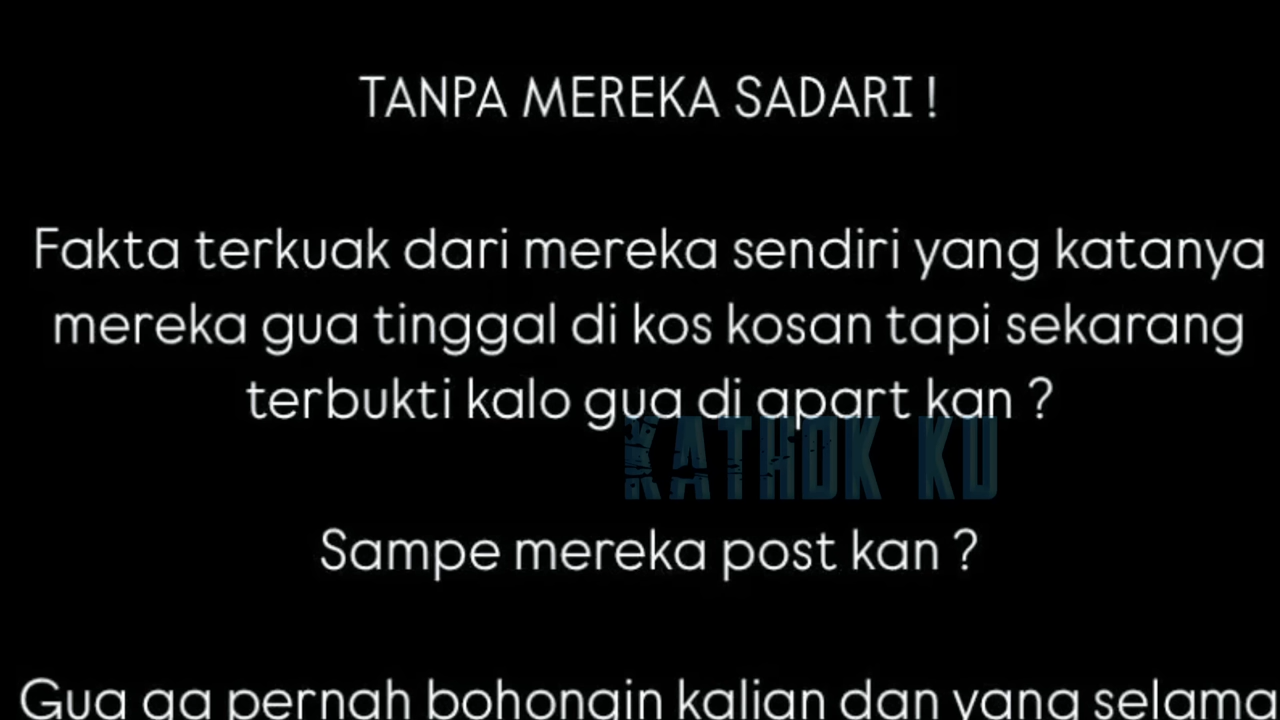 TANPA MEREKA SADARI !
Fakta terkuak dari mereka sendiri yang katanya
mereka gua tinggal di kos kosan tapi sekarang
terbukti kalo gua di apart kan ?
KATHOK KU
Sampe mereka post kan ?
Gua ga pernah bohongin kalian dan yang selama